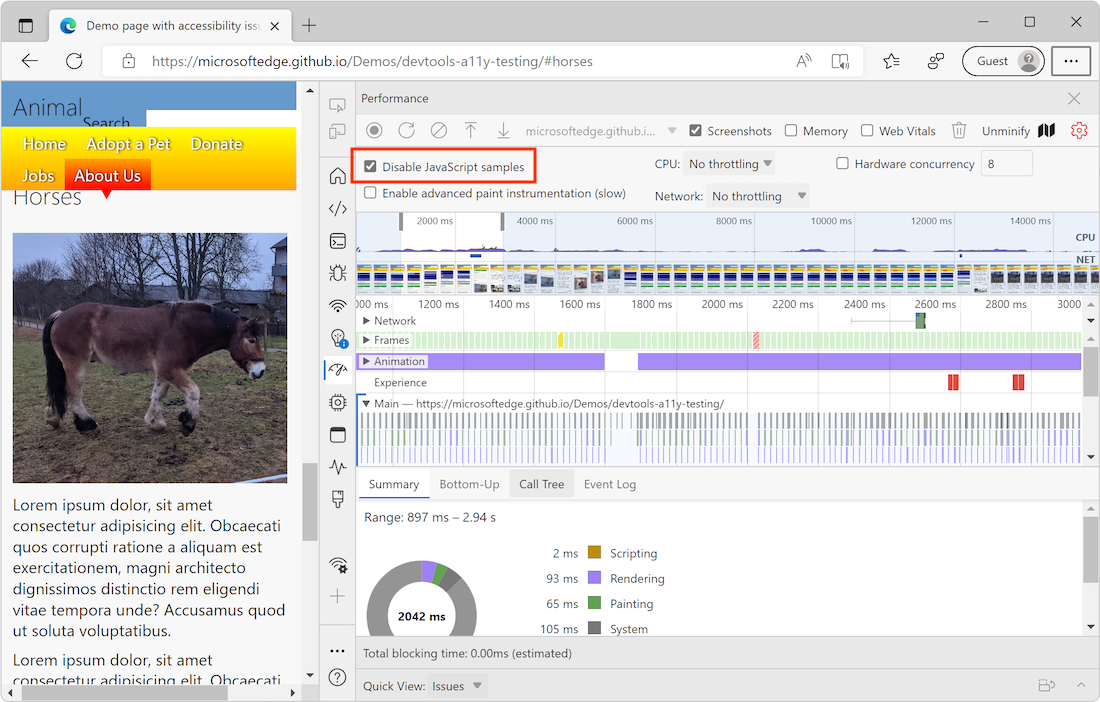 Demo page with accessibility issu
https://microsoftedge.github.io/Demos/devtools-a11y-testing/#horses
Guest
Animal
Search
Home Adopt a Pet Donate
Jobs About Us
Horses
Lorem ipsum dolor, sit amet
consectetur adipisicing elit. Obcaecati
quos corrupti ratione a aliquam est
exercitationem, magni architecto
dignissimos distinctio rem eligendi
vitae tempora unde? Accusamus quod
ut soluta voluptatibus.
Lorem ipsum dolor, sit amet
consectetur adipisicing elit. Obcaecati
Performance
microsoftedge.github.i... Screenshots Memory Web Vitals Unminify
Disable JavaScript samples CPU: No throttling Hardware concurrency 8
Enable advanced paint instrumentation (slow) Network: No throttling
2000 ms 4000 ms 6000 ms 8000 ms 10000 ms 12000 ms 14000 ms
CPU
NET
000 ms 1200 ms 1400 ms 1600 ms 1800 ms 2000 ms 2200 ms 2400 ms 2600 ms 2800 ms 3000
Network
Frames
Animation
Experience
Main — https://microsoftedge.github.io/Demos/devtools-a11y-testing/
Summary Bottom-Up Call Tree Event Log
Range: 897 ms – 2.94 s
2042 ms
2 ms Scripting
93 ms Rendering
65 ms Painting
105 ms System
Total blocking time: 0.00ms (estimated)
Quick View: Issues